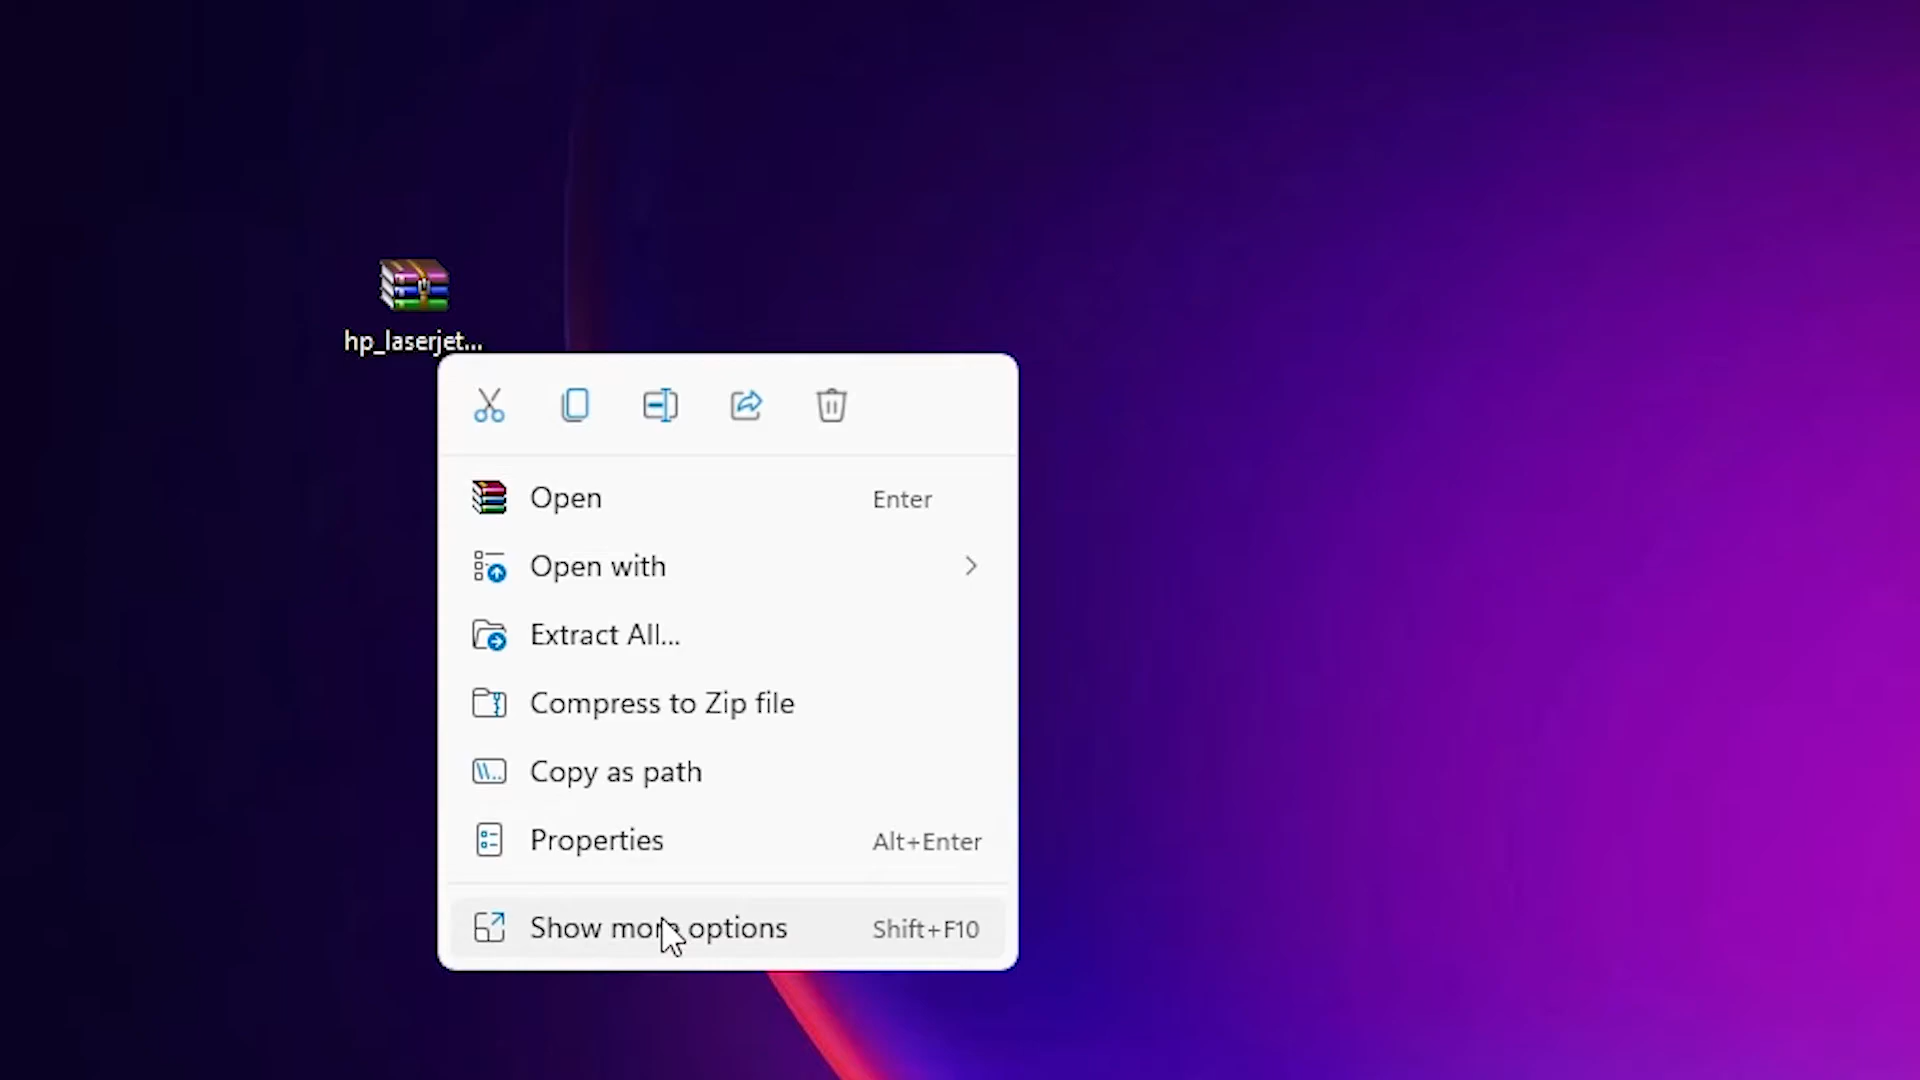 hp_laserjet...
Open Enter
Open with
Extract All...
Compress to Zip file
Copy as path
Properties Alt+Enter
Show more options Shift+F10